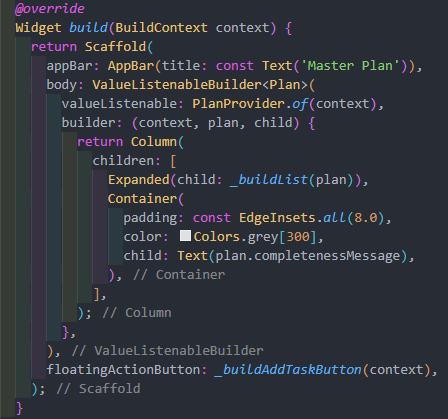 @override
Widget build(BuildContext context) {
  return Scaffold(
    appBar: AppBar(title: const Text('Master Plan')),
    body: ValueListenableBuilder<Plan>(
      valueListenable: PlanProvider.of(context),
      builder: (context, plan, child) {
        return Column(
          children: [
            Expanded(child: _buildList(plan)),
            Container(
              padding: const EdgeInsets.all(8.0),
              color: Colors.grey[300],
              child: Text(plan.completenessMessage),
            ), // Container
          ],
        ); // Column
      },
    ), // ValueListenableBuilder
    floatingActionButton: _buildAddTaskButton(context),
  ); // Scaffold
}